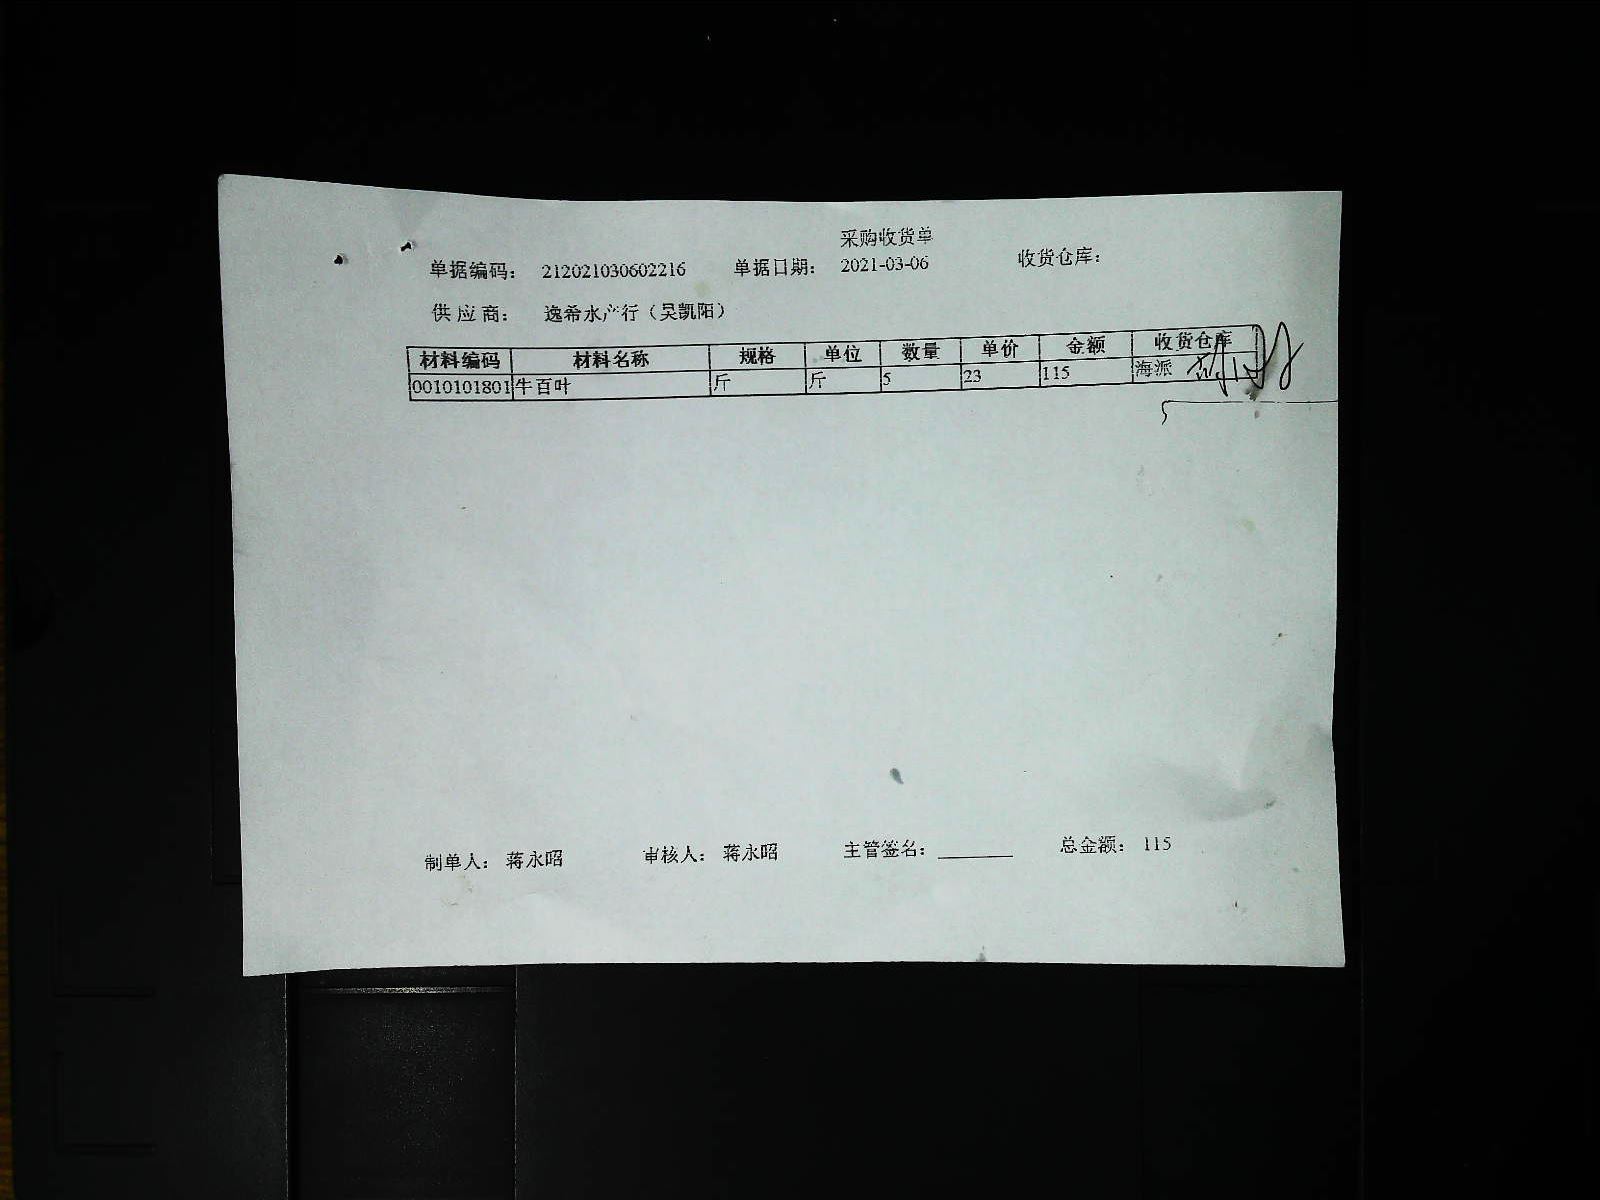 采购收货单
单据编码： 212021030602216 单据日期： 2021-03-06 收货仓库：
供应商： 逸希水产行（吴凯阳）
材料编码 材料名称 规格 单位 数量 单价 金额 收货仓库
0010101801 牛百叶 斤 斤 5 23 115 海派
制单人： 蒋永昭 审核人： 蒋永昭 主管签名： 总金额： 115